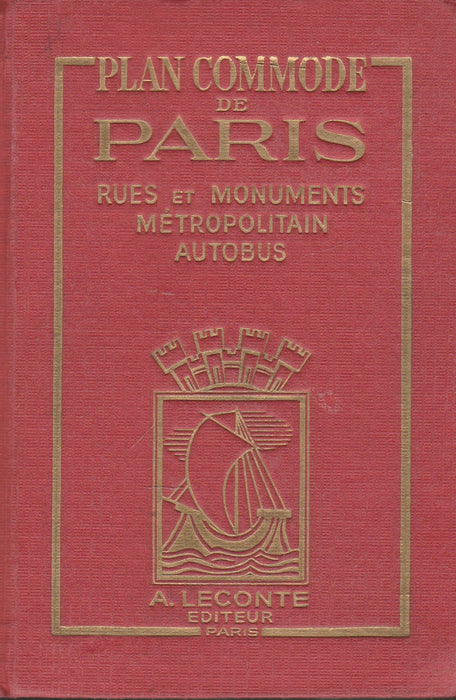 PLAN COMMODE
DE
PARIS
RUES ET MONUMENTS
MÉTROPOLITAIN
AUTOBUS
A. LECONTE
EDITEUR
PARIS